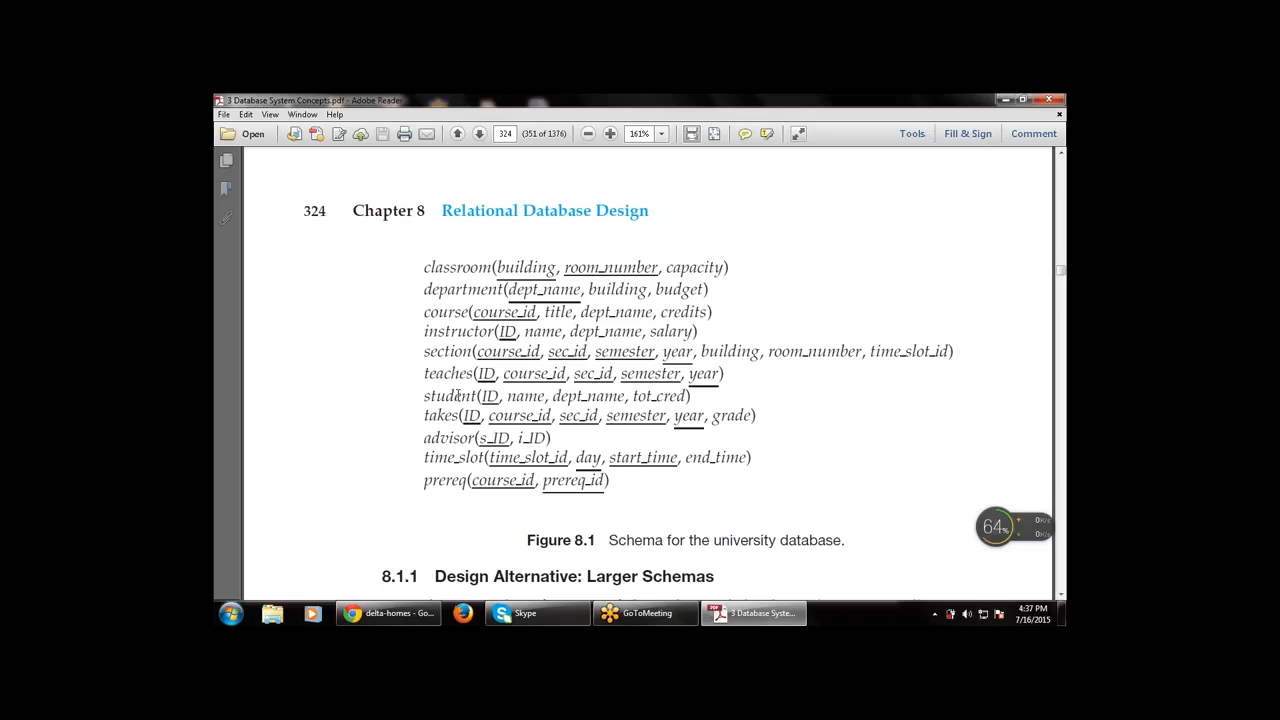 3 Database System Concepts.pdf - Adobe Reader
File Edit View Window Help
Open 324 (351 of 1376) 161% Tools Fill & Sign Comment
324 Chapter 8 Relational Database Design
classroom(building, room_number, capacity)
department(dept_name, building, budget)
course(course_id, title, dept_name, credits)
instructor(ID, name, dept_name, salary)
section(course_id, sec_id, semester, year, building, room_number, time_slot_id)
teaches(ID, course_id, sec_id, semester, year)
student(ID, name, dept_name, tot_cred)
takes(ID, course_id, sec_id, semester, year, grade)
advisor(s_ID, i_ID)
time_slot(time_slot_id, day, start_time, end_time)
prereq(course_id, prereq_id)
64%
0K/s
0K/s
Figure 8.1 Schema for the university database.
8.1.1 Design Alternative: Larger Schemas
delta-homes - Go... Skype GoToMeeting 3 Database Syste...
4:37 PM
7/16/2015